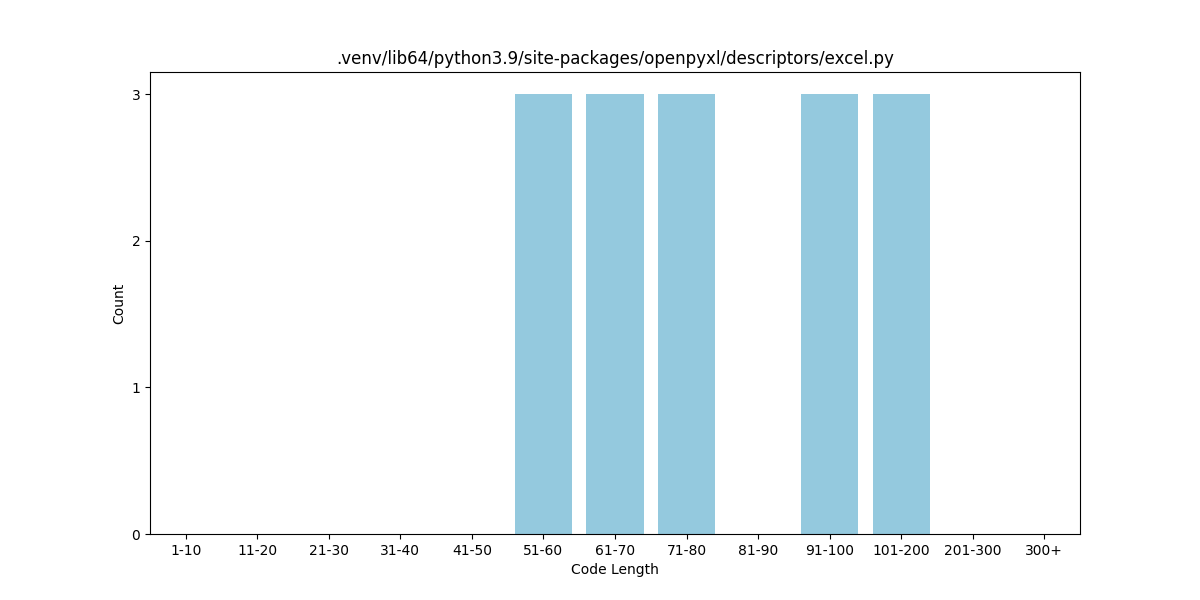 .venv/lib64/python3.9/site-packages/openpyxl/descriptors/excel.py
3
2
1
0
Count
1-10 11-20 21-30 31-40 41-50 51-60 61-70 71-80 81-90 91-100 101-200 201-300 300+
Code Length